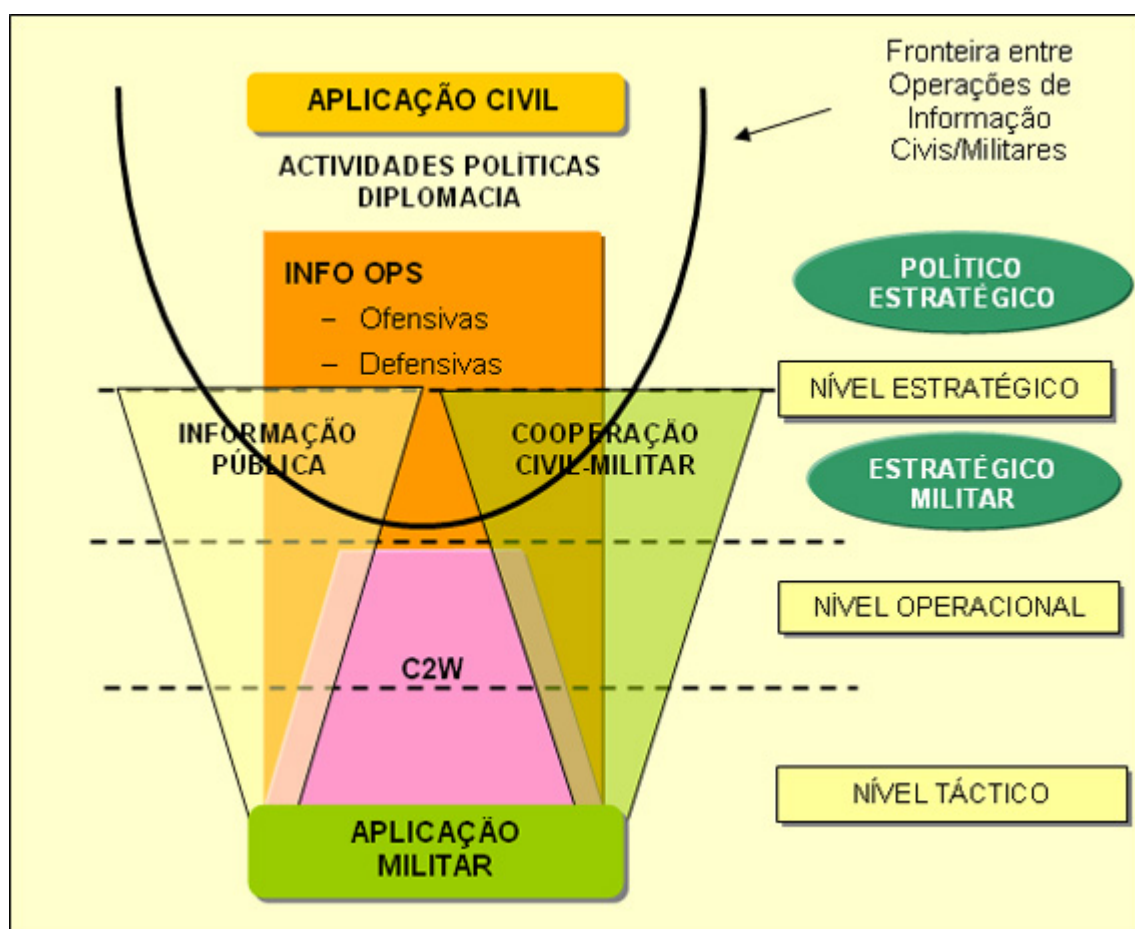 Fronteira entre
Operações de
Informação
Civis/Militares
APLICAÇÃO CIVIL
ACTIVIDADES POLÍTICAS
DIPLOMACIA
INFO OPS
– Ofensivas
– Defensivas
POLÍTICO
ESTRATÉGICO
NÍVEL ESTRATÉGICO
INFORMAÇÃO
PÚBLICA
COOPERAÇÃO
CIVIL-MILITAR
ESTRATÉGICO
MILITAR
NÍVEL OPERACIONAL
C2W
NÍVEL TÁCTICO
APLICAÇÃO
MILITAR